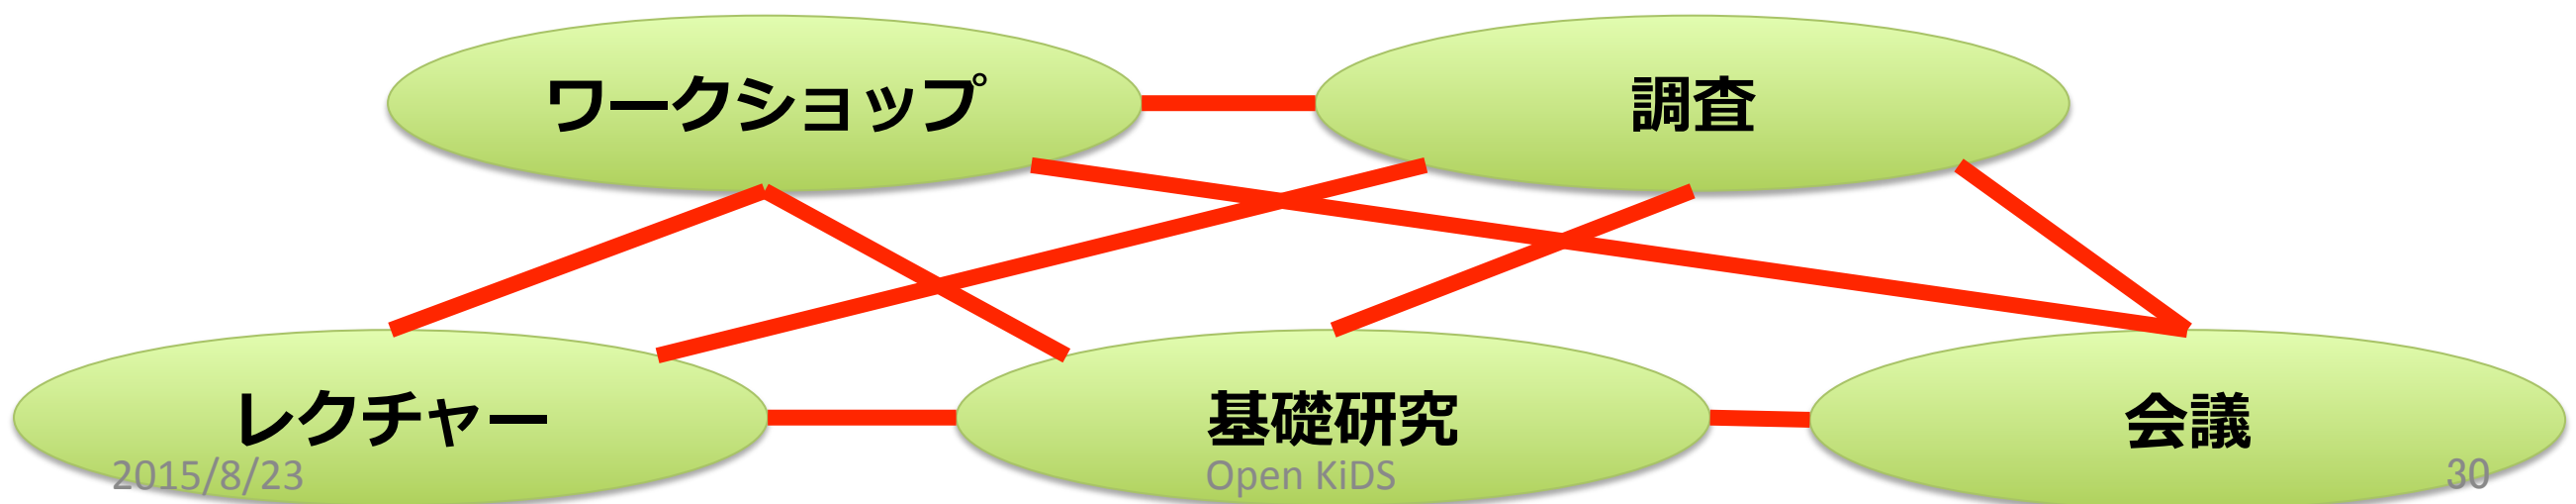 ワークショップ 調査
レクチャー 基礎研究 会議
2015/8/23 Open KiDS 30